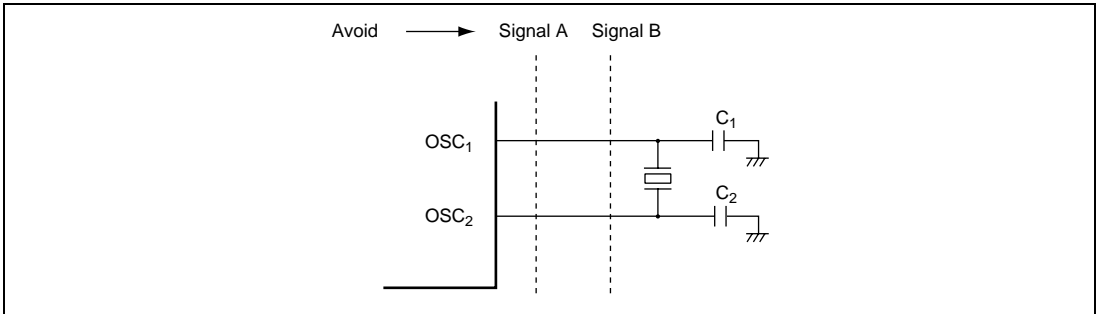 Avoid Signal A Signal B
C₁
OSC₁
C₂
OSC₂